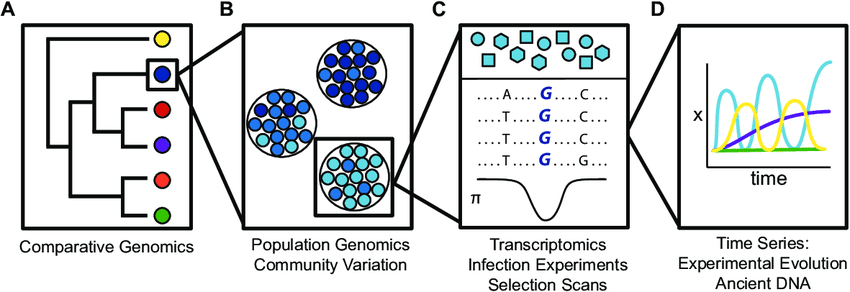 A
B
C
D
....A....G....C...
....T....G....C...
....T....G....C...
....T....G....G...
π
x
time
Comparative Genomics
Population Genomics
Community Variation
Transcriptomics
Infection Experiments
Selection Scans
Time Series:
Experimental Evolution
Ancient DNA